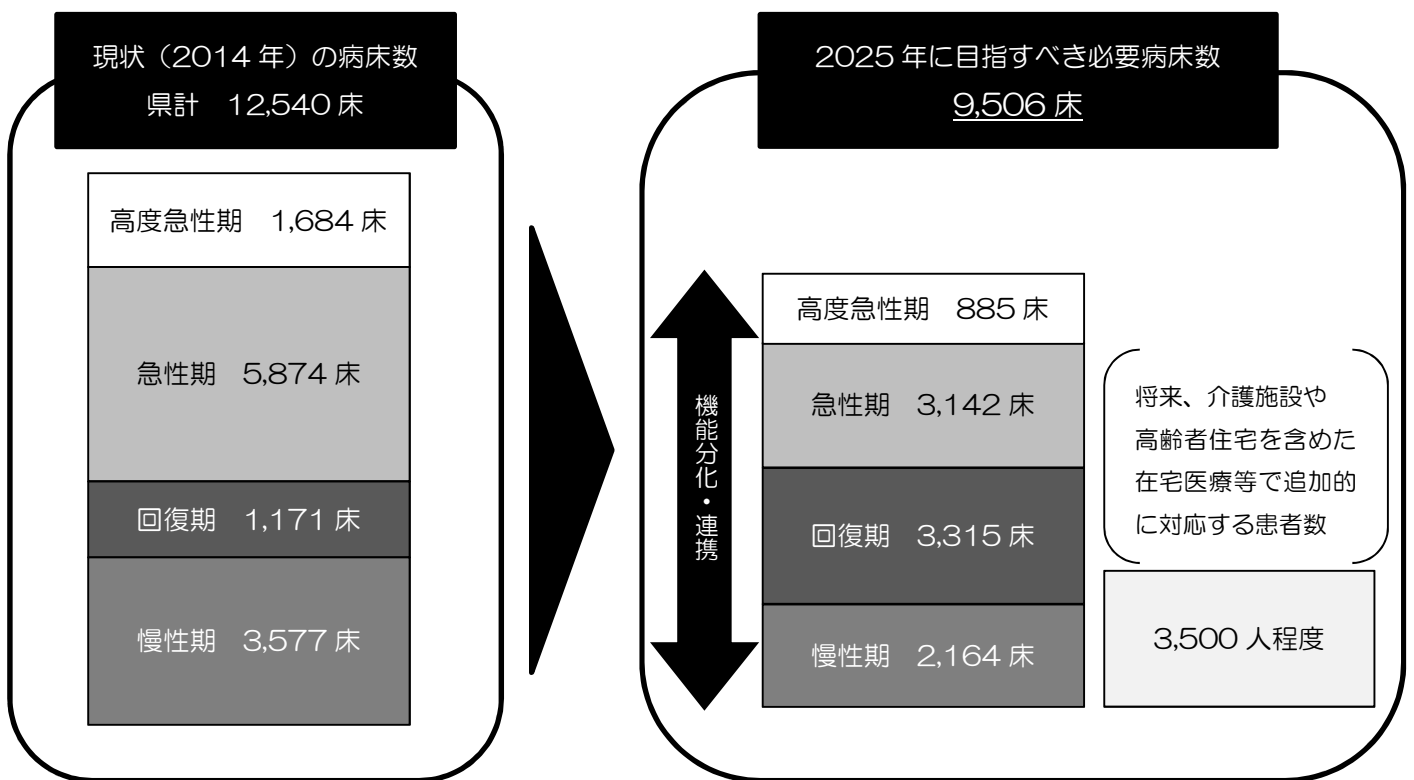 現状（2014 年）の病床数
県計　12,540 床
高度急性期　1,684 床
急性期　5,874 床
回復期　1,171 床
慢性期　3,577 床
2025 年に目指すべき必要病床数
9,506 床
機能分化・連携
高度急性期　885 床
急性期　3,142 床
回復期　3,315 床
慢性期　2,164 床
将来、介護施設や
高齢者住宅を含めた
在宅医療等で追加的
に対応する患者数
3,500 人程度